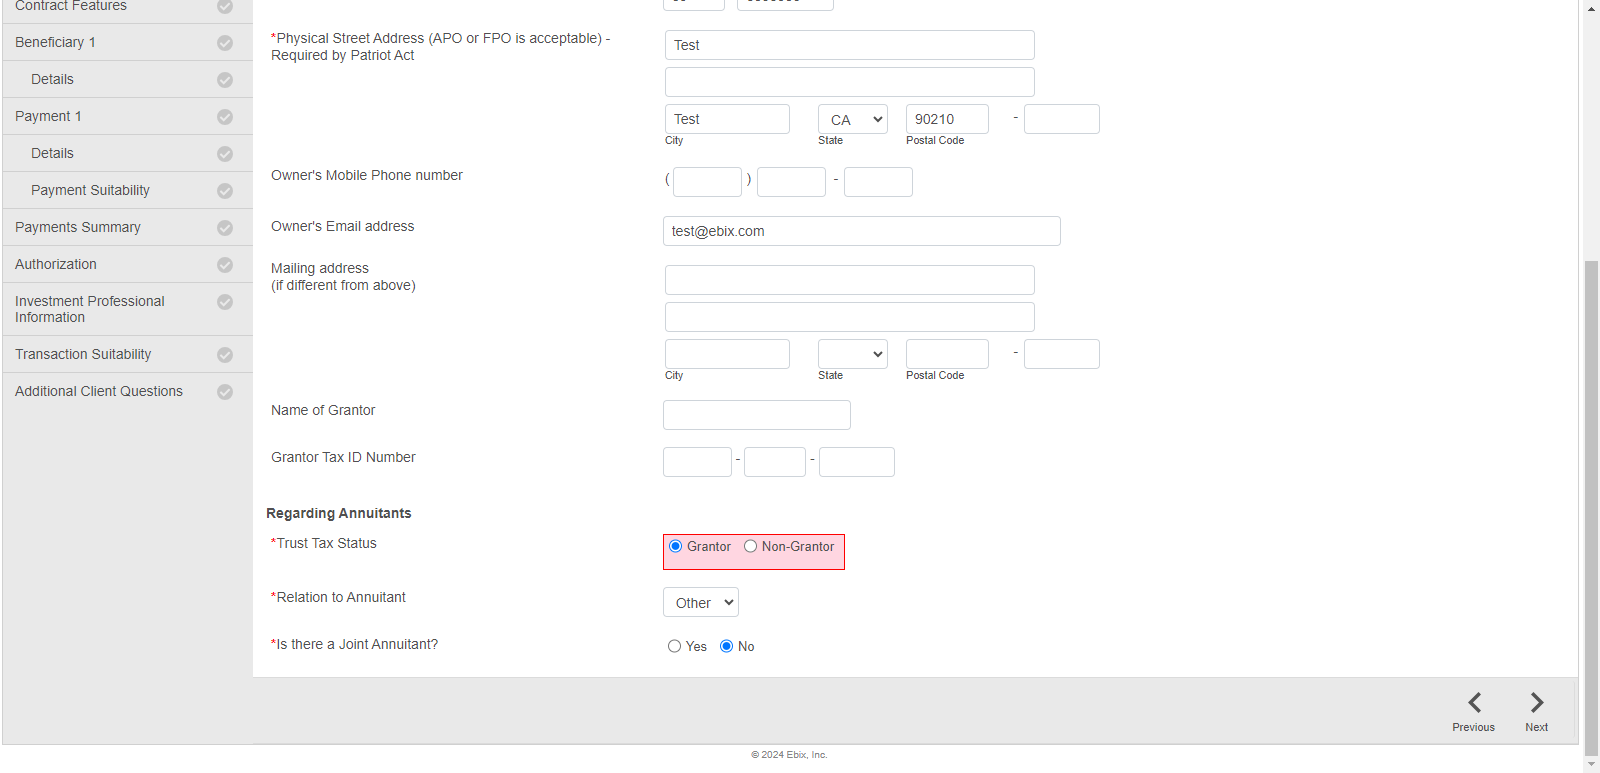 Contract Features
Beneficiary 1
Details
Payment 1
Details
Payment Suitability
Payments Summary
Authorization
Investment Professional
Information
Transaction Suitability
Additional Client Questions
*Physical Street Address (APO or FPO is acceptable) -
Required by Patriot Act
Test
Test
CA
90210
-
City
State
Postal Code
Owner's Mobile Phone number
( ) -
Owner's Email address
test@ebix.com
Mailing address
(if different from above)
-
City
State
Postal Code
Name of Grantor
Grantor Tax ID Number
- -
Regarding Annuitants
*Trust Tax Status
Grantor Non-Grantor
*Relation to Annuitant
Other
*Is there a Joint Annuitant?
Yes No
Previous
Next
© 2024 Ebix, Inc.